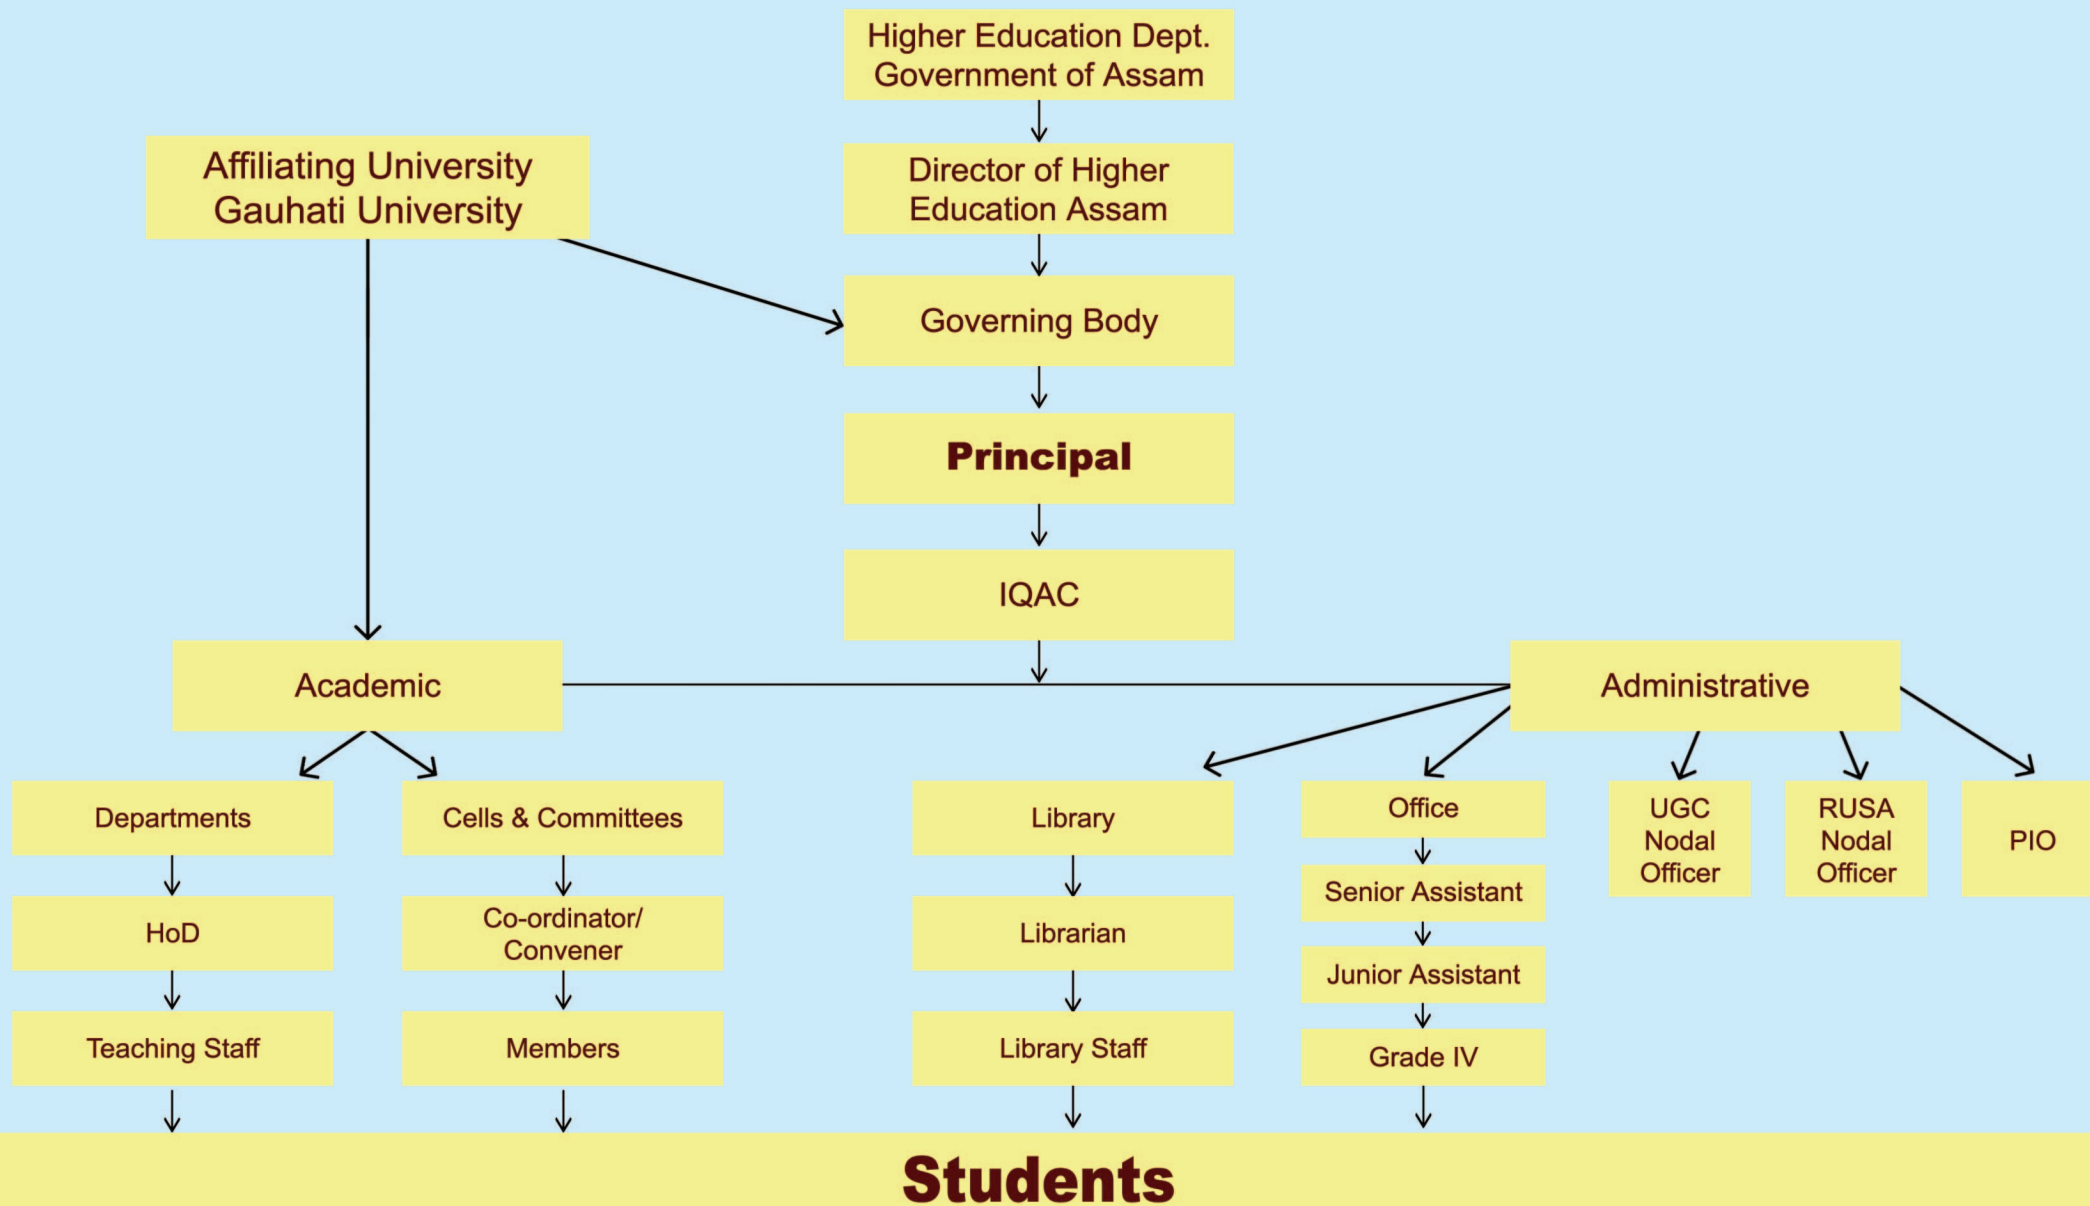 Higher Education Dept.
Government of Assam
Affiliating University
Gauhati University
Director of Higher
Education Assam
Governing Body
Principal
IQAC
Academic
Administrative
Departments
Cells & Committees
Library
Office
UGC
Nodal
Officer
RUSA
Nodal
Officer
PIO
HoD
Co-ordinator/
Convener
Librarian
Senior Assistant
Junior Assistant
Teaching Staff
Members
Library Staff
Grade IV
Students